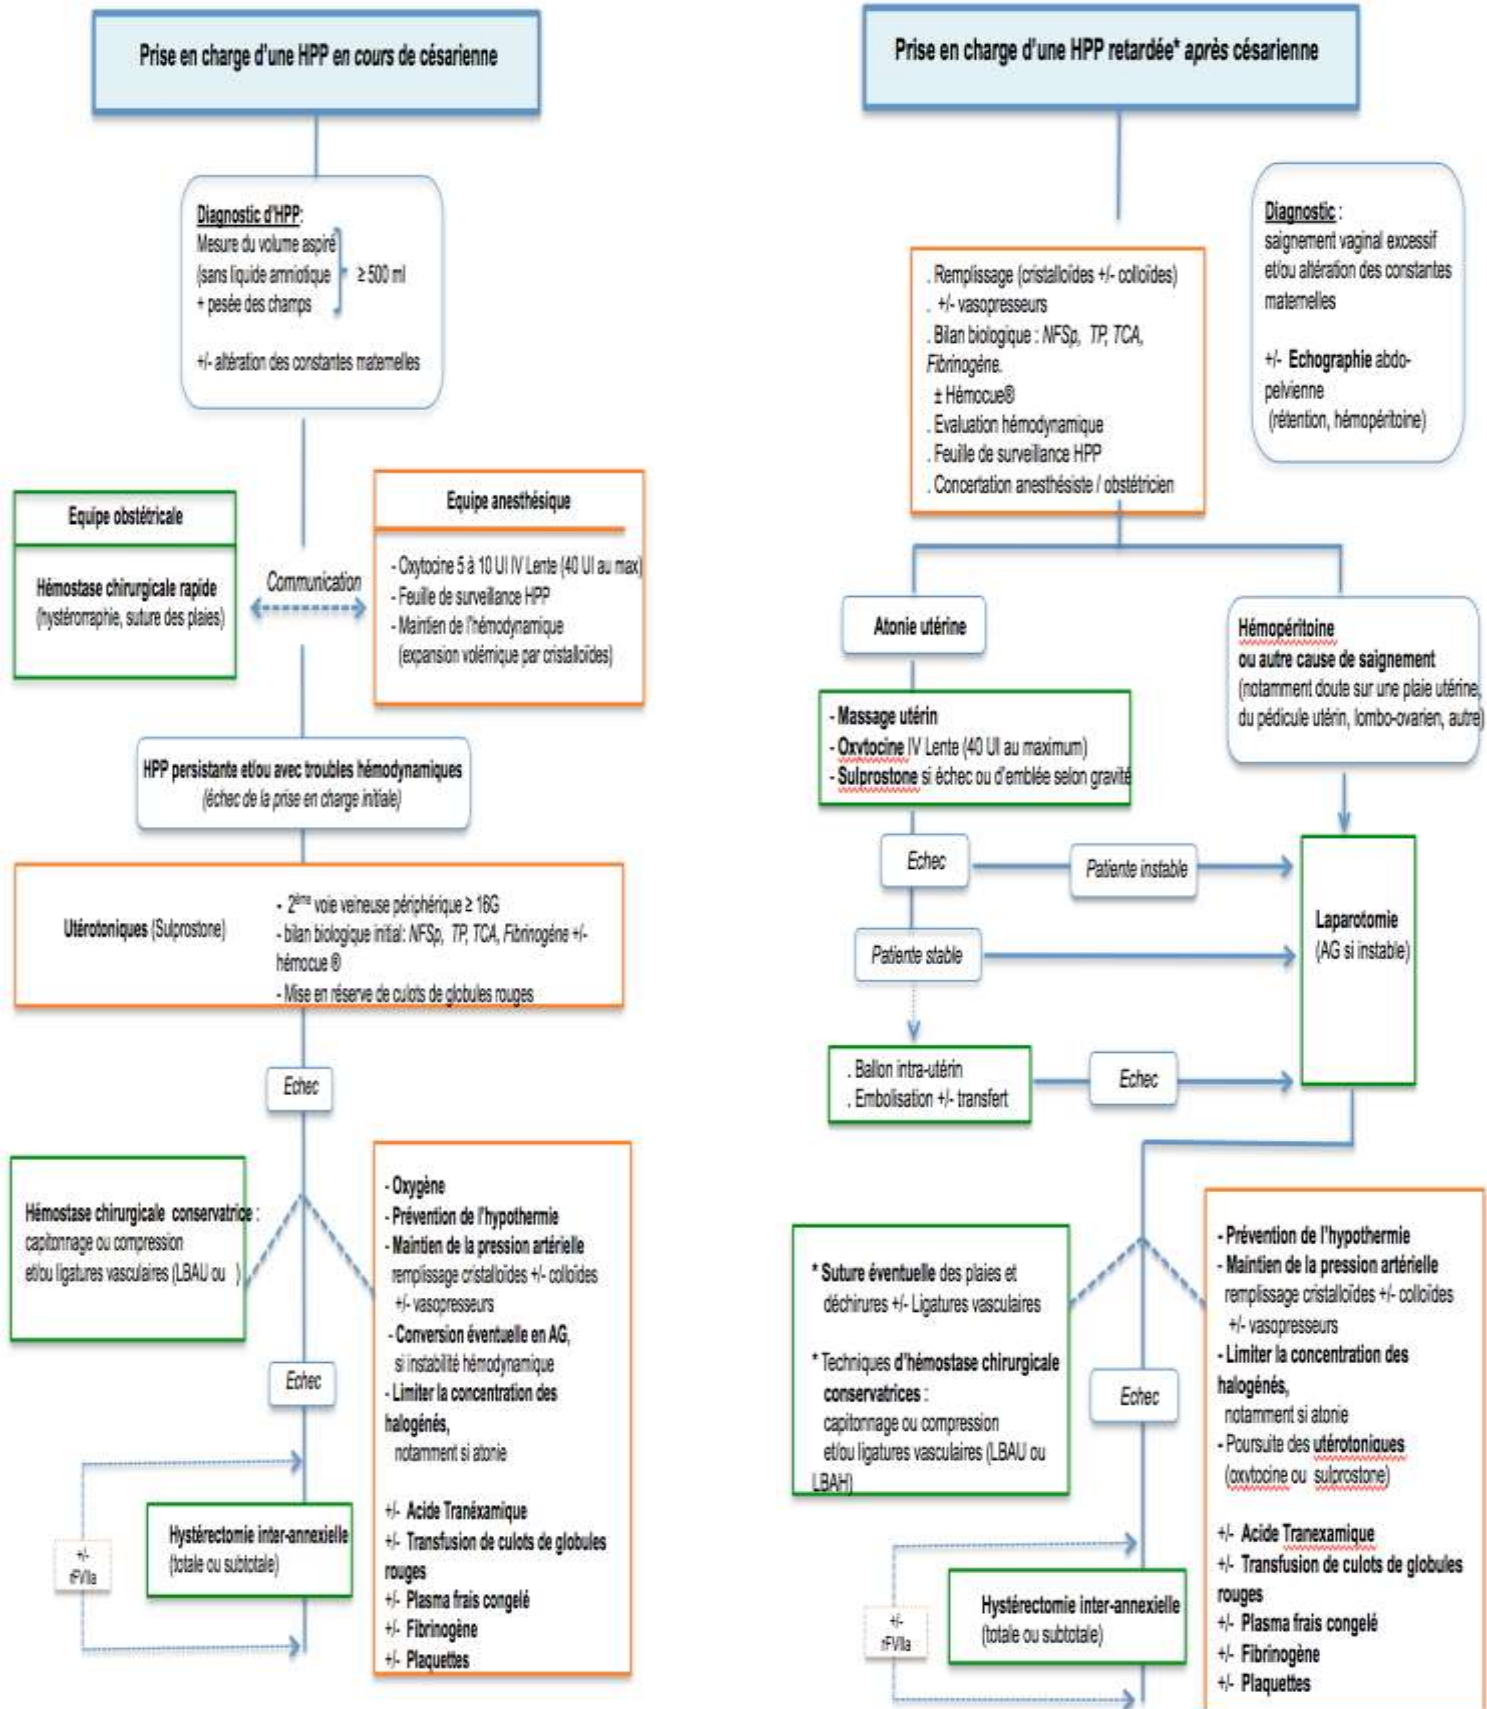 Prise en charge d'une HPP en cours de césarienne
Diagnostic d'HPP:
Mesure du volume aspiré
(sans liquide amniotique
+ pesée des champs
≥ 500 ml
+/- altération des constantes maternelles
Equipe obstétricale
Hémostase chirurgicale rapide
(hystérorraphie, suture des plaies)
Communication
Equipe anesthésique
- Oxytocine 5 à 10 UI IV Lente (40 UI au max)
- Feuille de surveillance HPP
- Maintien de l'hémodynamique
(expansion volémique par cristalloïdes)
HPP persistante et/ou avec troubles hémodynamiques
(échec de la prise en charge initiale)
Utérotoniques (Sulprostone)
- 2ème voie veineuse périphérique ≥ 16G
- bilan biologique initial: NFSp, TP, TCA, Fibrinogéne +/-
hémocue ®
- Mise en réserve de culots de globules rouges
Echec
Hémostase chirurgicale conservatrice :
capitonnage ou compression
et/ou ligatures vasculaires (LBAU ou )
- Oxygène
- Prévention de l'hypothermie
- Maintien de la pression artérielle
remplissage cristalloïdes +/- colloïdes
+/- vasopresseurs
- Conversion éventuelle en AG,
si instabilité hémodynamique
- Limiter la concentration des
halogénés,
notamment si atonie
+/- Acide Tranéxamique
+/- Transfusion de culots de globules
rouges
+/- Plasma frais congelé
+/- Fibrinogène
+/- Plaquettes
Echec
+/-
rFVIIa
Hystérectomie inter-annexielle
(totale ou subtotale)
Prise en charge d'une HPP retardée* après césarienne
Diagnostic :
saignement vaginal excessif
et/ou altération des constantes
maternelles
+/- Echographie abdo-
pelvienne
(rétention, hémopéritoine)
. Remplissage (cristalloïdes +/- colloïdes)
. +/- vasopresseurs
. Bilan biologique : NFSp, TP, TCA,
Fibrinogéne.
± Hémocue®
. Evaluation hémodynamique
. Feuille de surveillance HPP
. Concertation anesthésiste / obstétricien
Atonie utérine
- Massage utérin
- Oxytocine IV Lente (40 UI au maximum)
- Sulprostone si échec ou d'emblée selon gravité
Hémopéritoine
ou autre cause de saignement
(notamment doute sur une plaie utérine,
du pédicule utérin, lombo-ovarien, autre)
Echec
Patiente instable
Patiente stable
Laparotomie
(AG si instable)
. Ballon intra-utérin
. Embolisation +/- transfert
Echec
* Suture éventuelle des plaies et
déchirures +/- Ligatures vasculaires
* Techniques d'hémostase chirurgicale
conservatrices :
capitonnage ou compression
et/ou ligatures vasculaires (LBAU ou
LBAH)
Echec
- Prévention de l'hypothermie
- Maintien de la pression artérielle
remplissage cristalloïdes +/- colloïdes
+/- vasopresseurs
- Limiter la concentration des
halogénés,
notamment si atonie
- Poursuite des utérotoniques
(oxytocine ou sulprostone)
+/- Acide Tranexamique
+/- Transfusion de culots de globules
rouges
+/- Plasma frais congelé
+/- Fibrinogène
+/- Plaquettes
+/-
rFVIIa
Hystérectomie inter-annexielle
(totale ou subtotale)